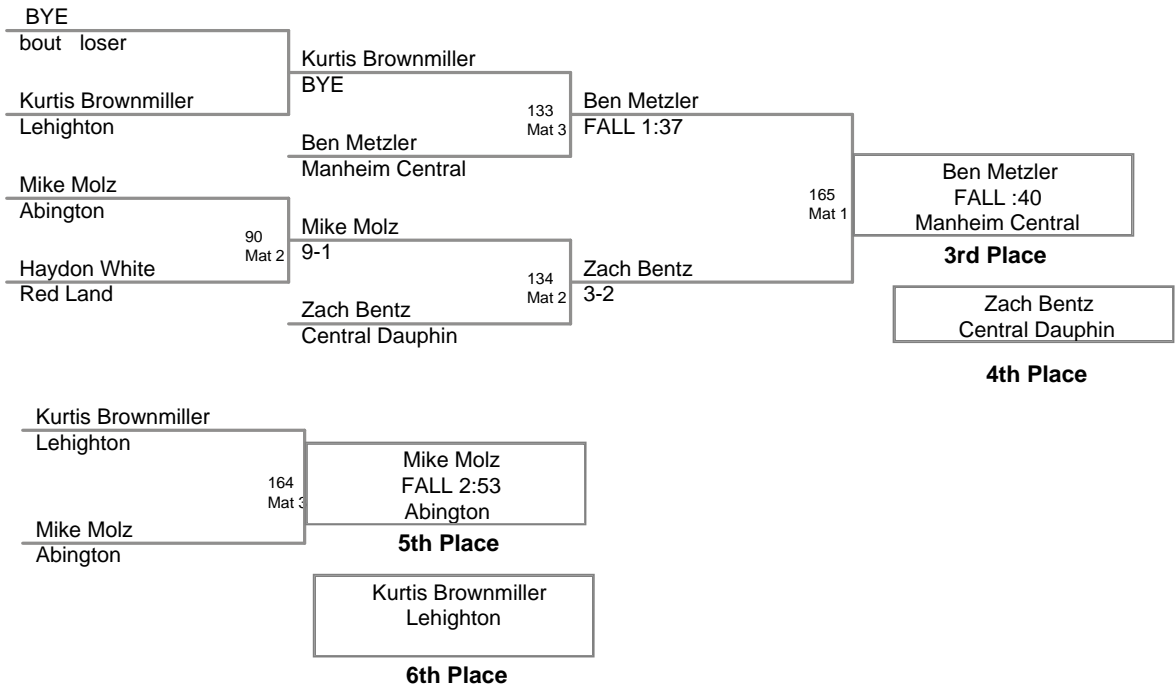 BYE
bout loser
Kurtis Brownmiller
BYE
Kurtis Brownmiller
Lehighton
133
Mat 3
Ben Metzler
FALL 1:37
Ben Metzler
Manheim Central
Mike Molz
Abington
165
Mat 1
Ben Metzler
FALL :40
Manheim Central
3rd Place
90
Mat 2
Mike Molz
9-1
Haydon White
Red Land
134
Mat 2
Zach Bentz
3-2
Zach Bentz
Central Dauphin
Zach Bentz
Central Dauphin
4th Place
Kurtis Brownmiller
Lehighton
164
Mat 3
Mike Molz
FALL 2:53
Abington
5th Place
Mike Molz
Abington
Kurtis Brownmiller
Lehighton
6th Place